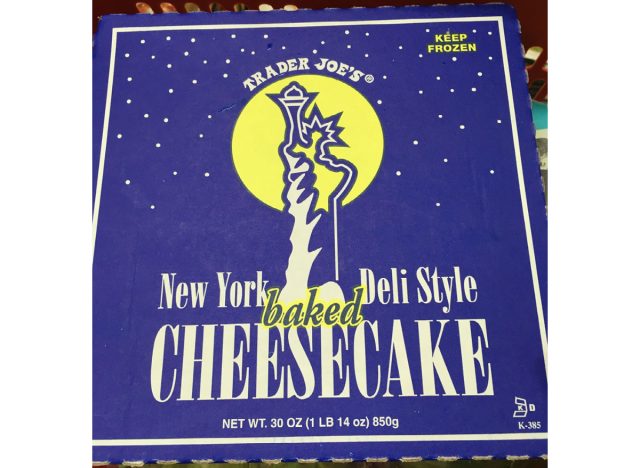 KEEP
FROZEN
TRADER JOE'S®
New York Deli Style
baked
CHEESECAKE
NET WT. 30 OZ (1 LB 14 oz) 850g
K D
K-385